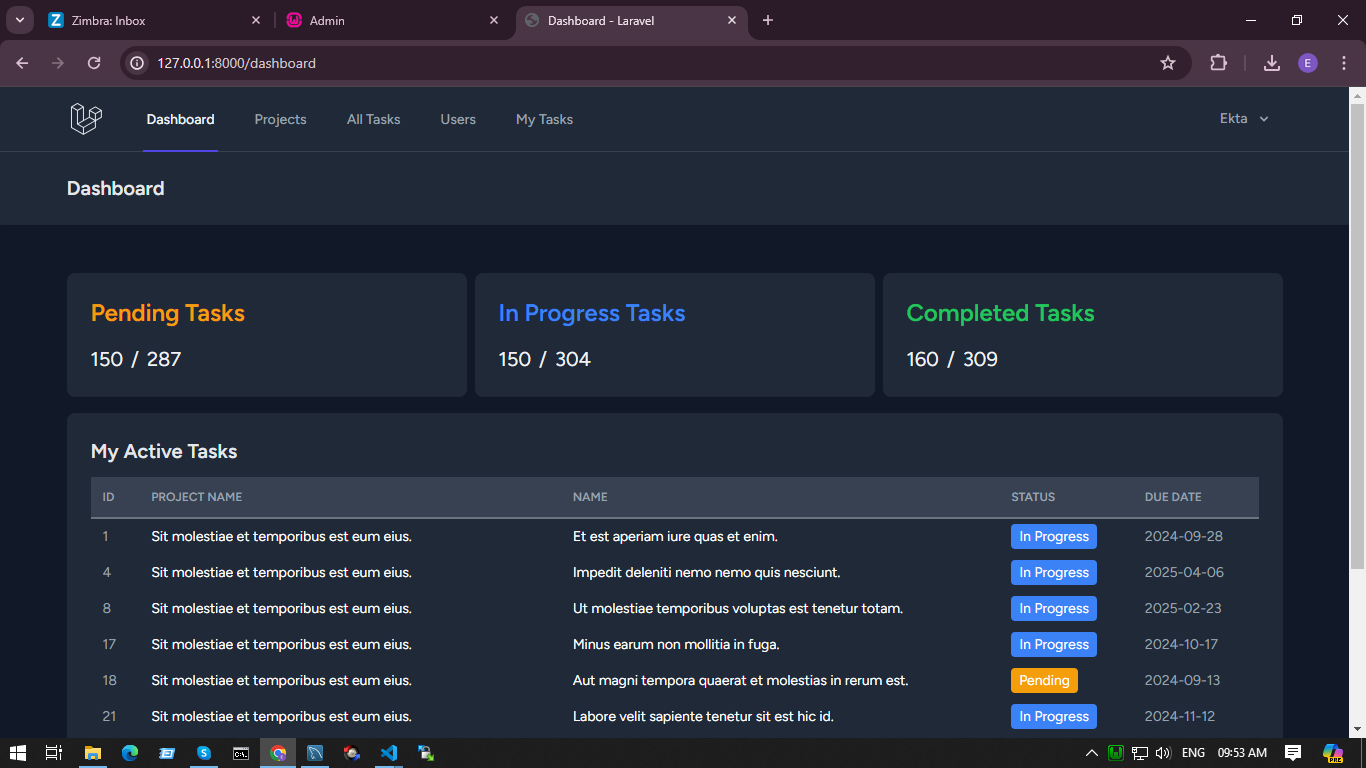 Zimbra: Inbox
Admin
Dashboard - Laravel
127.0.0.1:8000/dashboard
E
Dashboard Projects All Tasks Users My Tasks Ekta
Dashboard
Pending Tasks In Progress Tasks Completed Tasks
150 / 287 150 / 304 160 / 309
My Active Tasks
ID PROJECT NAME NAME STATUS DUE DATE
1 Sit molestiae et temporibus est eum eius. Et est aperiam iure quas et enim. In Progress 2024-09-28
4 Sit molestiae et temporibus est eum eius. Impedit deleniti nemo nemo quis nesciunt. In Progress 2025-04-06
8 Sit molestiae et temporibus est eum eius. Ut molestiae temporibus voluptas est tenetur totam. In Progress 2025-02-23
17 Sit molestiae et temporibus est eum eius. Minus earum non mollitia in fuga. In Progress 2024-10-17
18 Sit molestiae et temporibus est eum eius. Aut magni tempora quaerat et molestias in rerum est. Pending 2024-09-13
21 Sit molestiae et temporibus est eum eius. Labore velit sapiente tenetur sit est hic id. In Progress 2024-11-12
ENG 09:53 AM